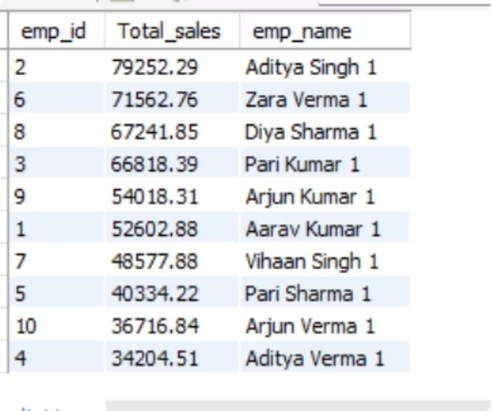 emp_id Total_sales emp_name
2 79252.29 Aditya Singh 1
6 71562.76 Zara Verma 1
8 67241.85 Diya Sharma 1
3 66818.39 Pari Kumar 1
9 54018.31 Arjun Kumar 1
1 52602.88 Aarav Kumar 1
7 48577.88 Vihaan Singh 1
5 40334.22 Pari Sharma 1
10 36716.84 Arjun Verma 1
4 34204.51 Aditya Verma 1